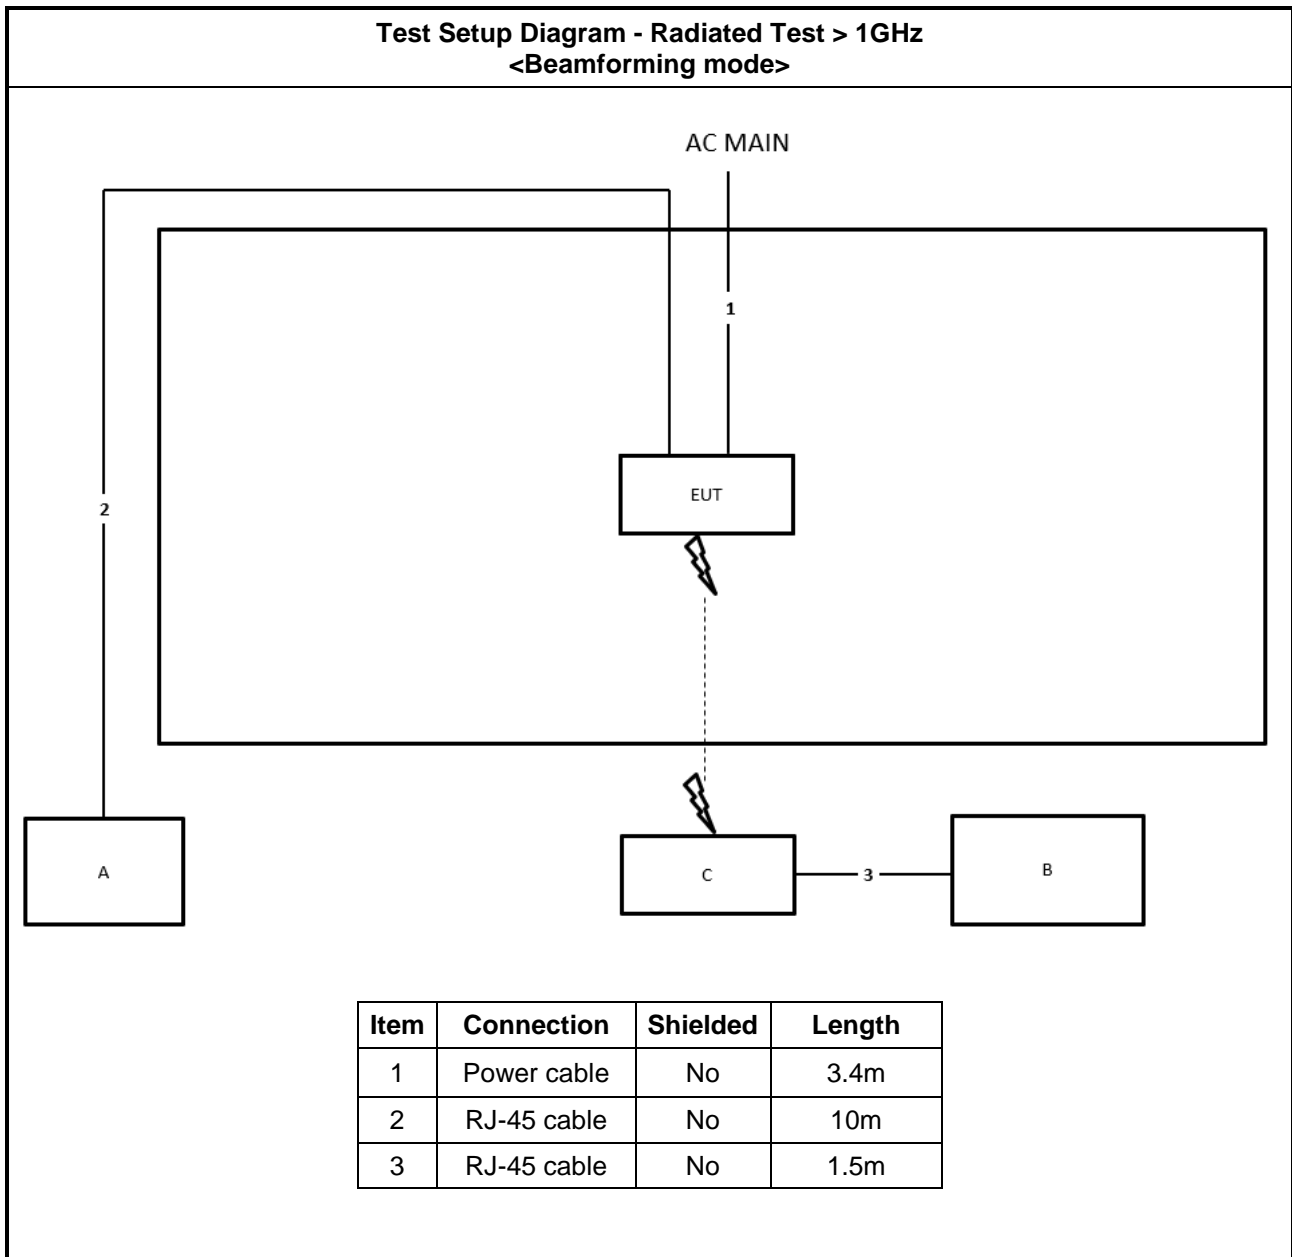 Test Setup Diagram - Radiated Test > 1GHz
<Beamforming mode>
AC MAIN
1
2
EUT
A
C
3
B
Item Connection Shielded Length
1 Power cable No 3.4m
2 RJ-45 cable No 10m
3 RJ-45 cable No 1.5m